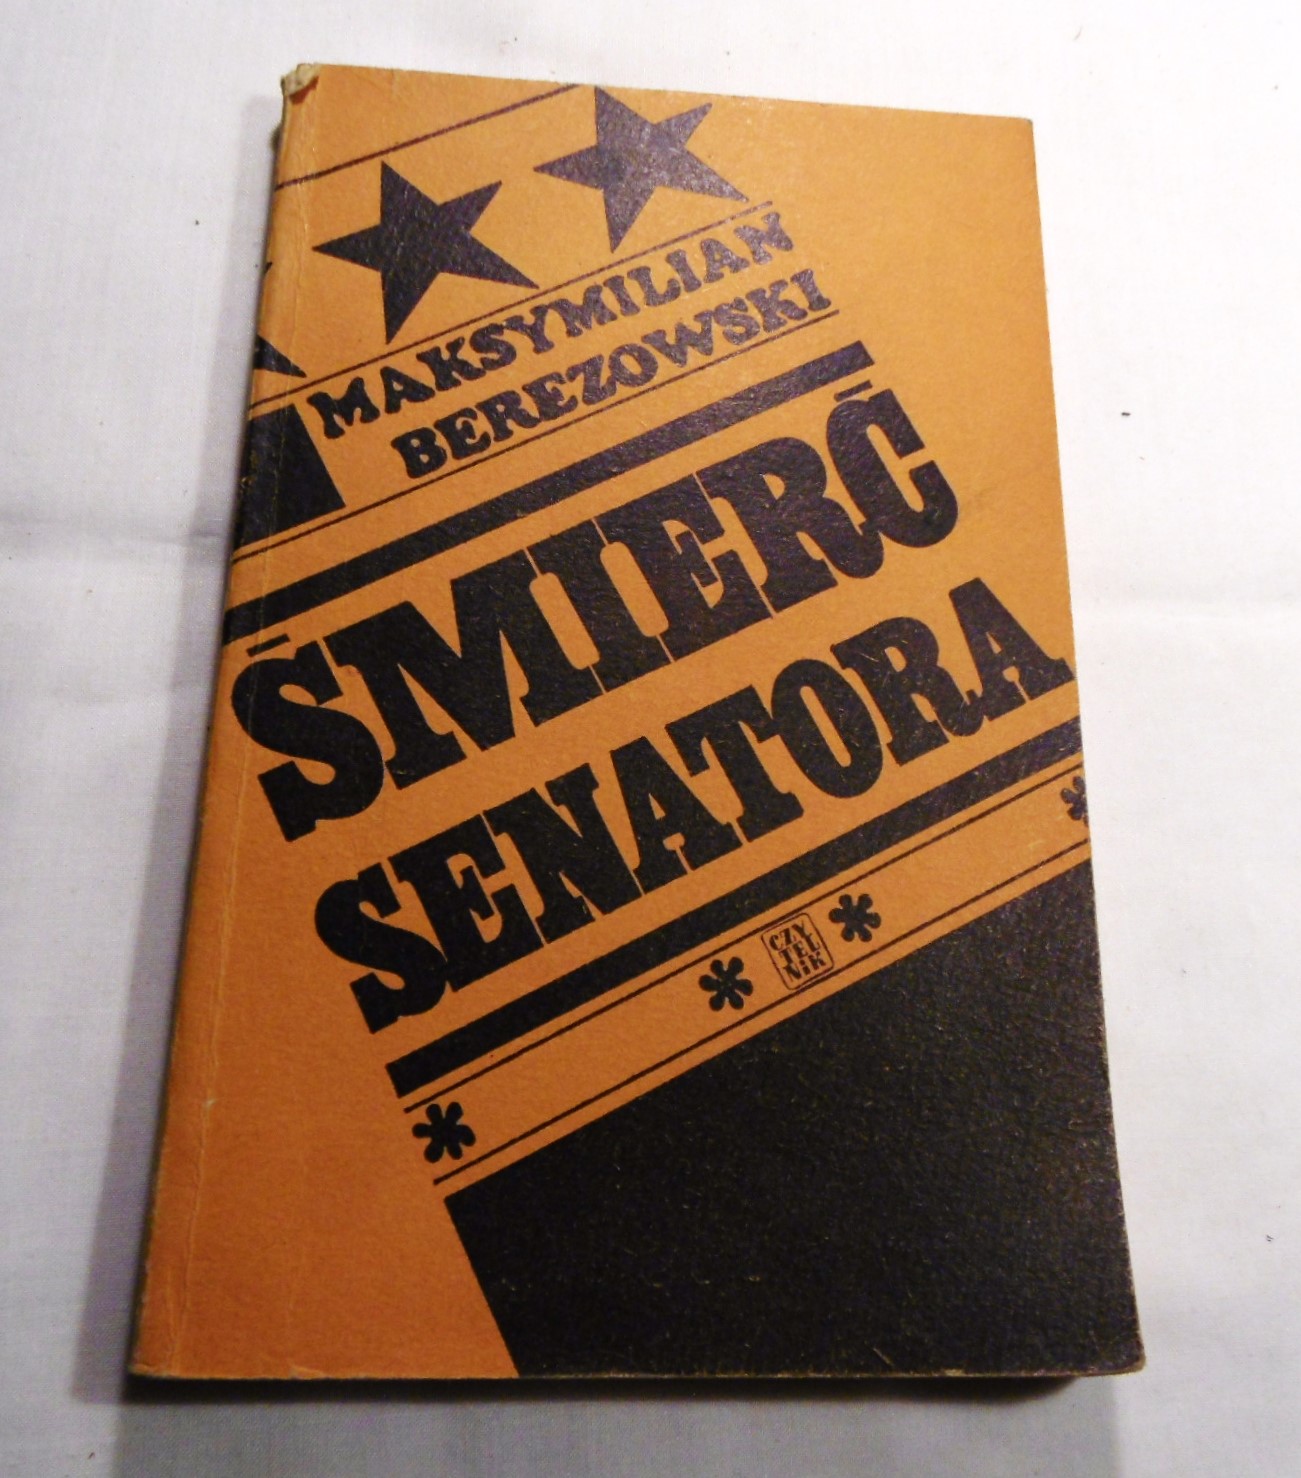 MAKSYMILIAN
BEREZOWSKI
ŚMIERĆ
SENATORA
CZY
TEL
NiK